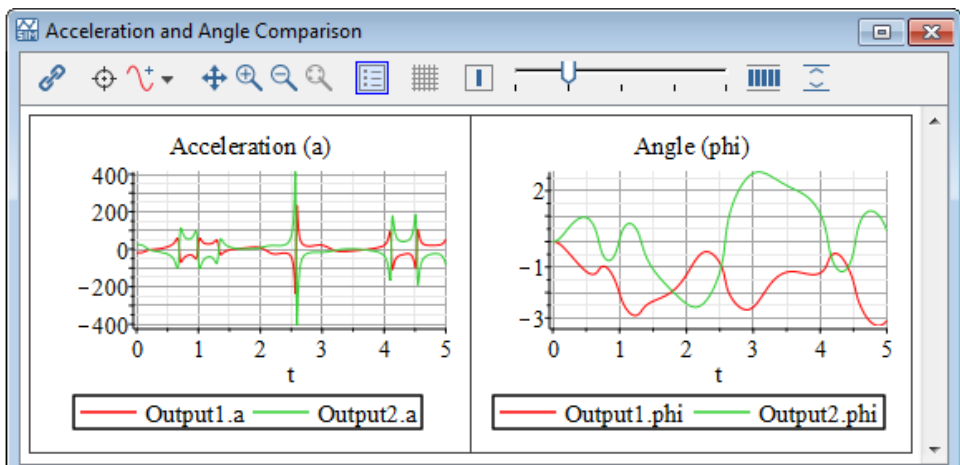 Acceleration and Angle Comparison
Acceleration (a)
400
200
0
−200
−400
0 1 2 3 4 5
t
Output1.a Output2.a
Angle (phi)
2
−1
−3
0 1 2 3 4 5
t
Output1.phi Output2.phi